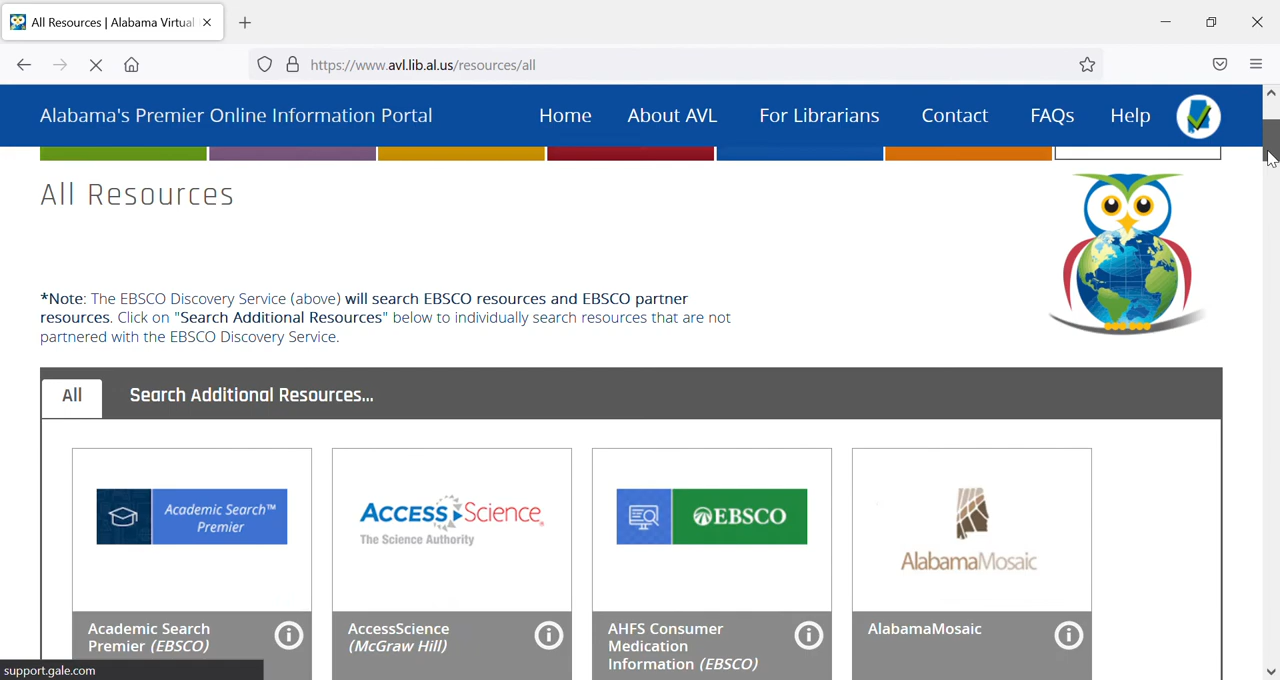 All Resources | Alabama Virtual
https://www.avl.lib.al.us/resources/all
Alabama's Premier Online Information Portal
Home
About AVL
For Librarians
Contact
FAQs
Help
All Resources
*Note: The EBSCO Discovery Service (above) will search EBSCO resources and EBSCO partner
resources. Click on "Search Additional Resources" below to individually search resources that are not
partnered with the EBSCO Discovery Service.
All
Search Additional Resources...
Academic Search™
Premier
ACCESS Science
The Science Authority
EBSCO
AlabamaMosaic
Academic Search
Premier (EBSCO)
AccessScience
(McGraw Hill)
AHFS Consumer
Medication
Information (EBSCO)
AlabamaMosaic
support.gale.com